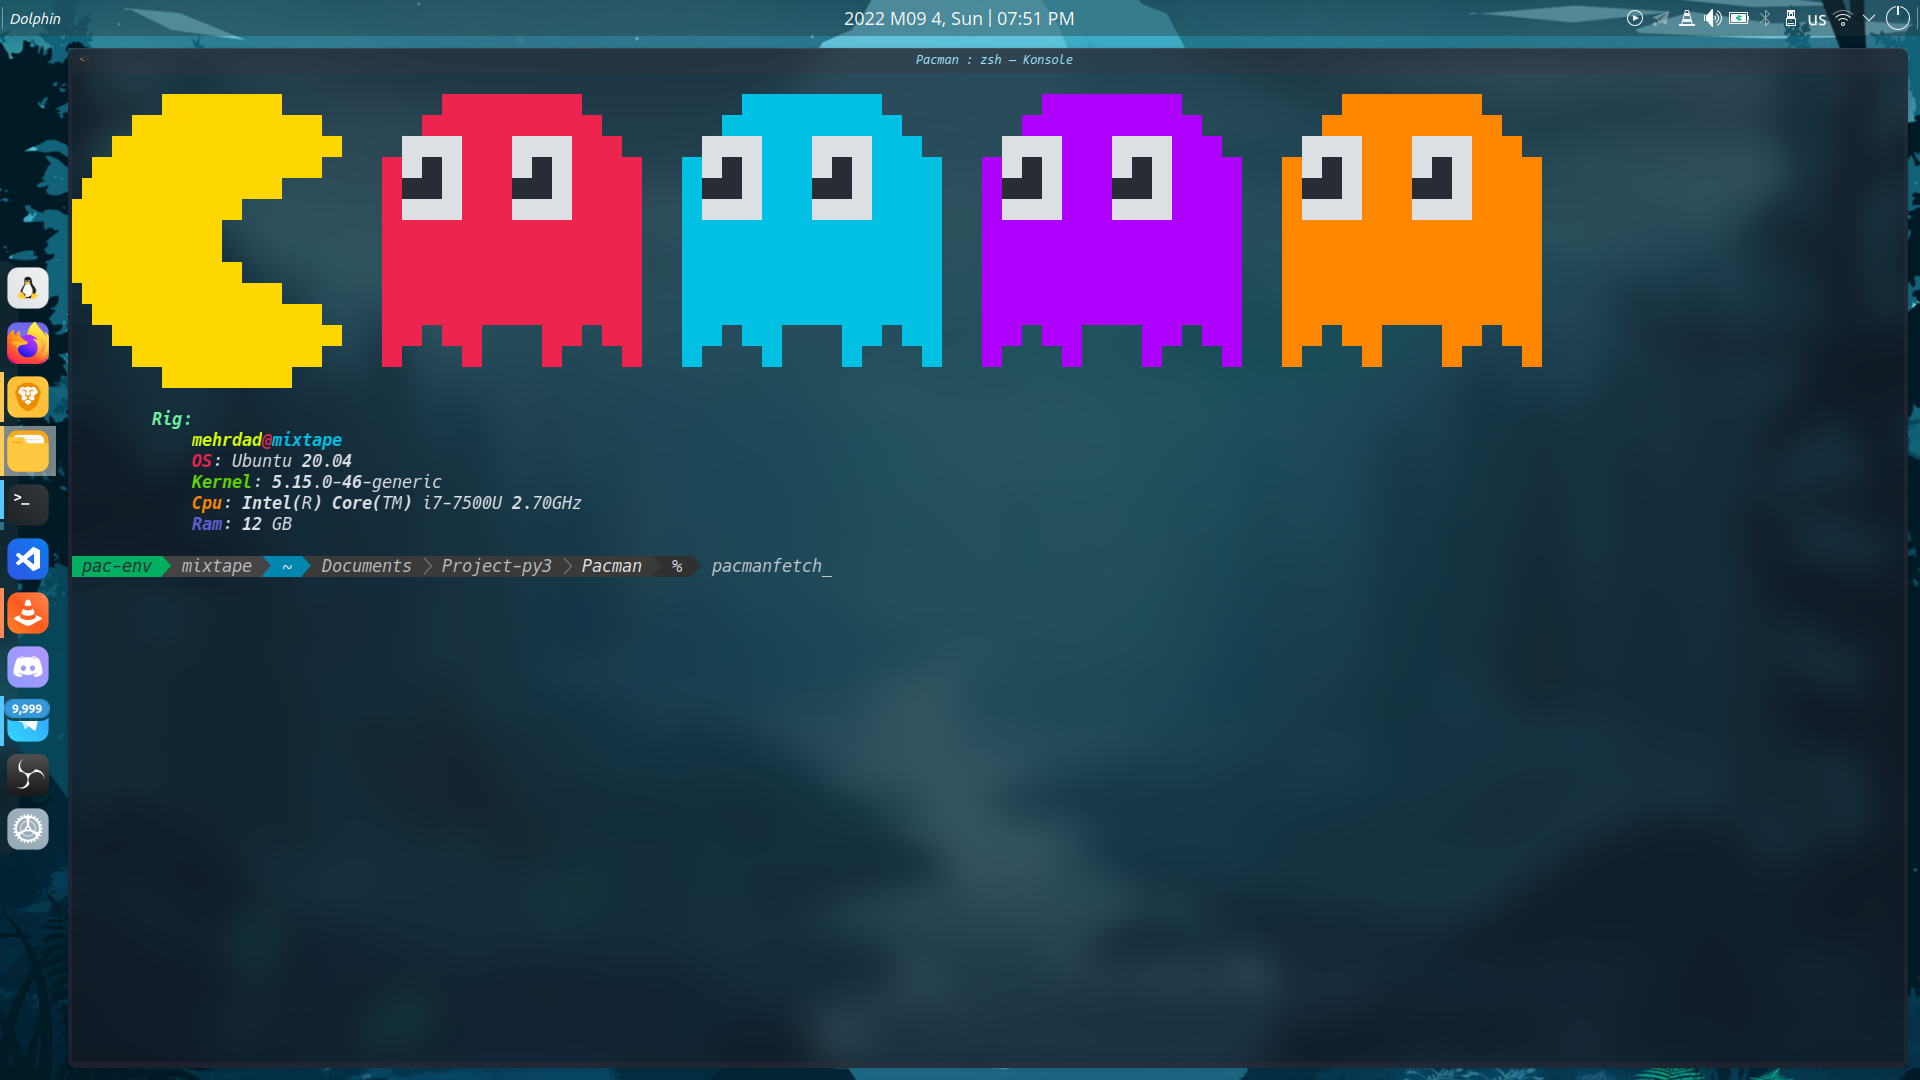 Dolphin
2022 M09 4, Sun | 07:51 PM
us
Pacman : zsh — Konsole
Rig:
mehrdad@mixtape
OS: Ubuntu 20.04
Kernel: 5.15.0-46-generic
Cpu: Intel(R) Core(TM) i7-7500U 2.70GHz
Ram: 12 GB
pac-env mixtape ~ Documents Project-py3 Pacman % pacmanfetch_
>_
9,999